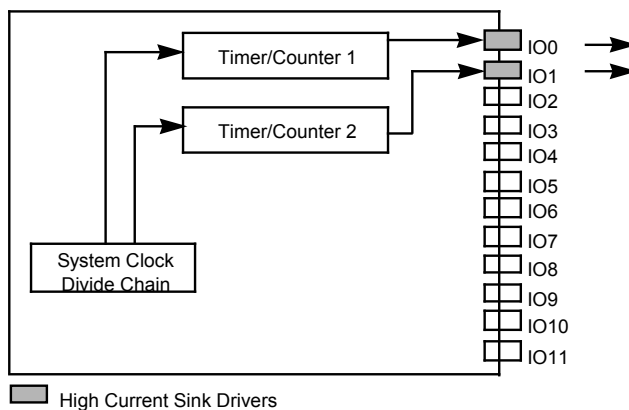 Timer/Counter 1
Timer/Counter 2
System Clock
Divide Chain
IO0
IO1
IO2
IO3
IO4
IO5
IO6
IO7
IO8
IO9
IO10
IO11
High Current Sink Drivers